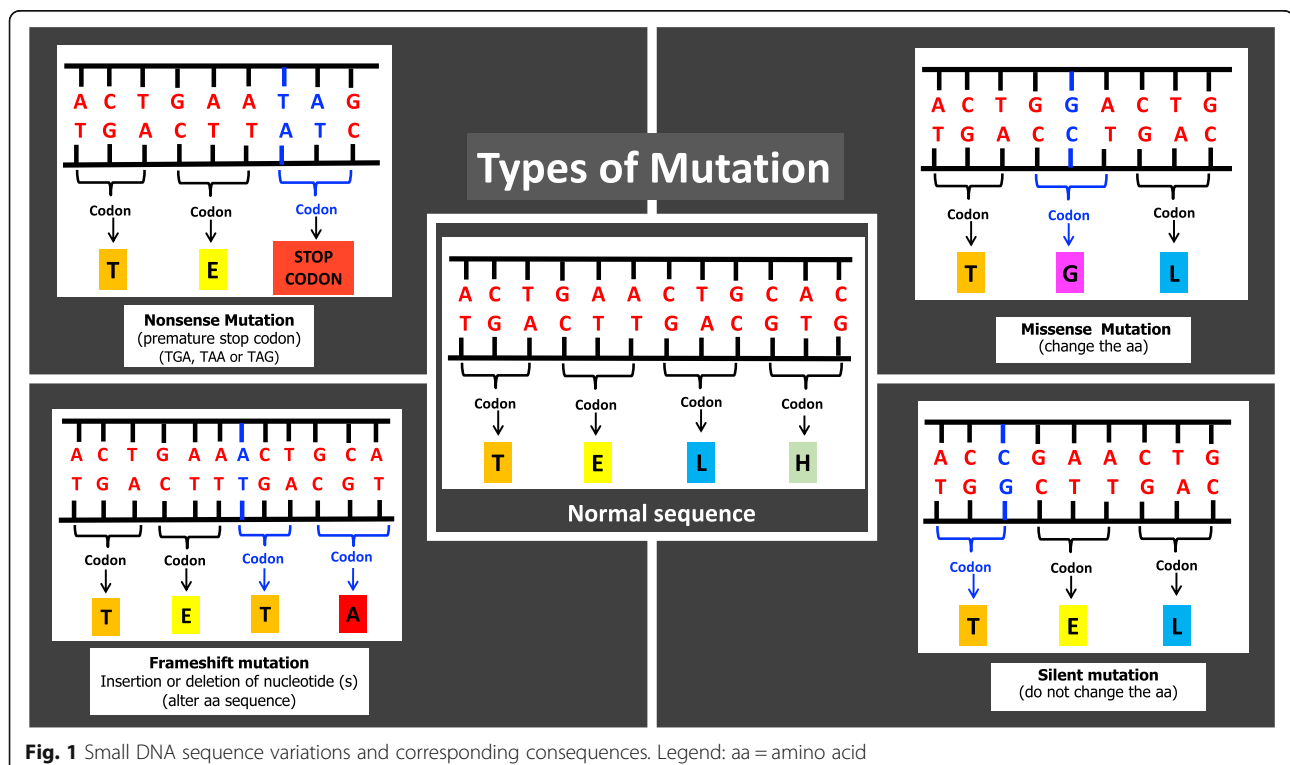 Types of Mutation
A C T G A A T A G
T G A C T T A T C
Codon Codon Codon
T E STOP CODON
Nonsense Mutation
(premature stop codon)
(TGA, TAA or TAG)
A C T G G A C T G
T G A C C T G A C
Codon Codon Codon
T G L
Missense Mutation
(change the aa)
A C T G A A C T G C A C
T G A C T T G A C G T G
Codon Codon Codon Codon
T E L H
Normal sequence
A C T G A A A C T G C A
T G A C T T T G A C G T
Codon Codon Codon Codon
T E T A
Frameshift mutation
Insertion or deletion of nucleotide (s)
(alter aa sequence)
A C C G A A C T G
T G G C T T G A C
Codon Codon Codon
T E L
Silent mutation
(do not change the aa)
Fig. 1 Small DNA sequence variations and corresponding consequences. Legend: aa = amino acid